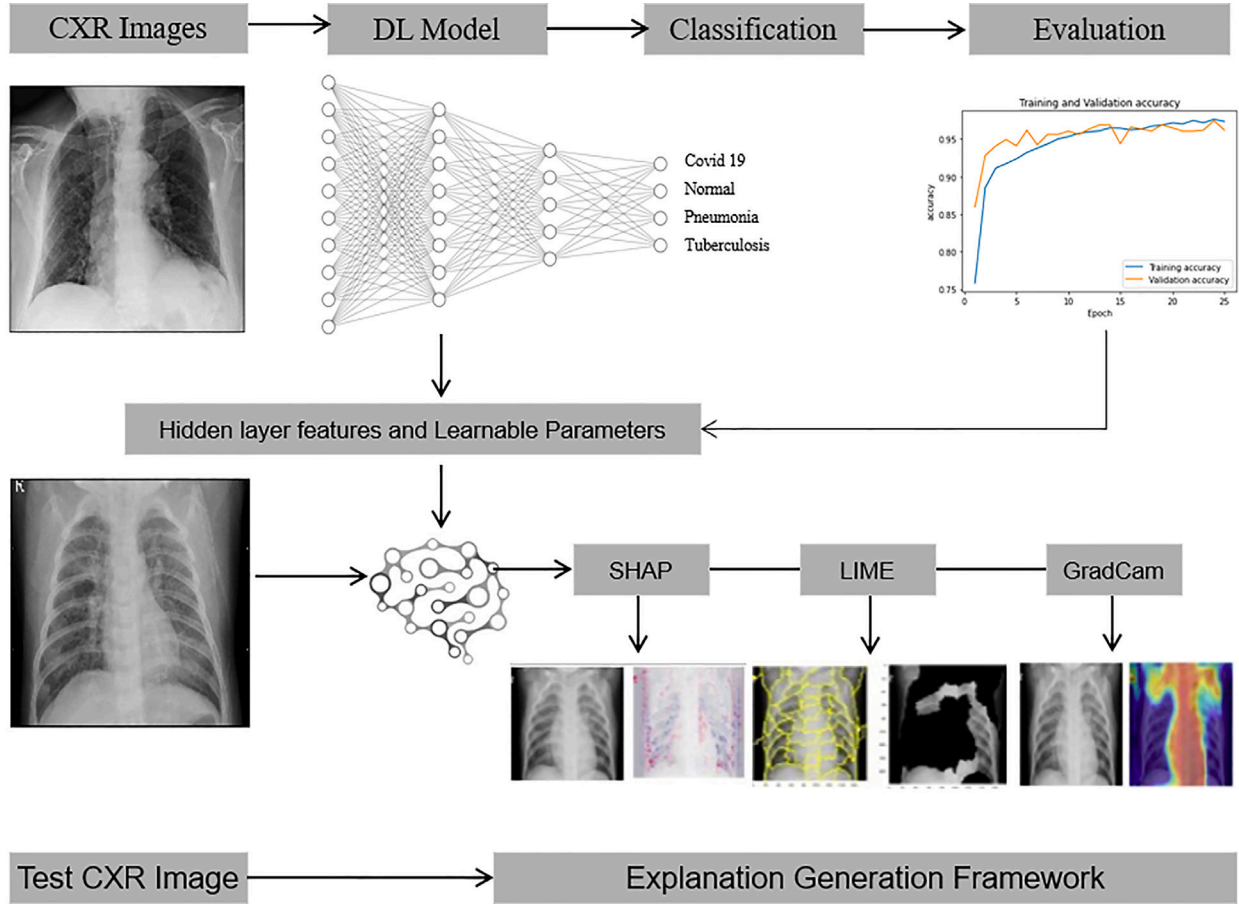 CXR Images
DL Model
Classification
Evaluation
Training and Validation accuracy
Covid 19
Normal
Pneumonia
Tuberculosis
accuracy
0.95
0.90
0.85
0.80
0.75
Training accuracy
Validation accuracy
0
5
10
15
20
25
Epoch
Hidden layer features and Learnable Parameters
SHAP
LIME
GradCam
Test CXR Image
Explanation Generation Framework